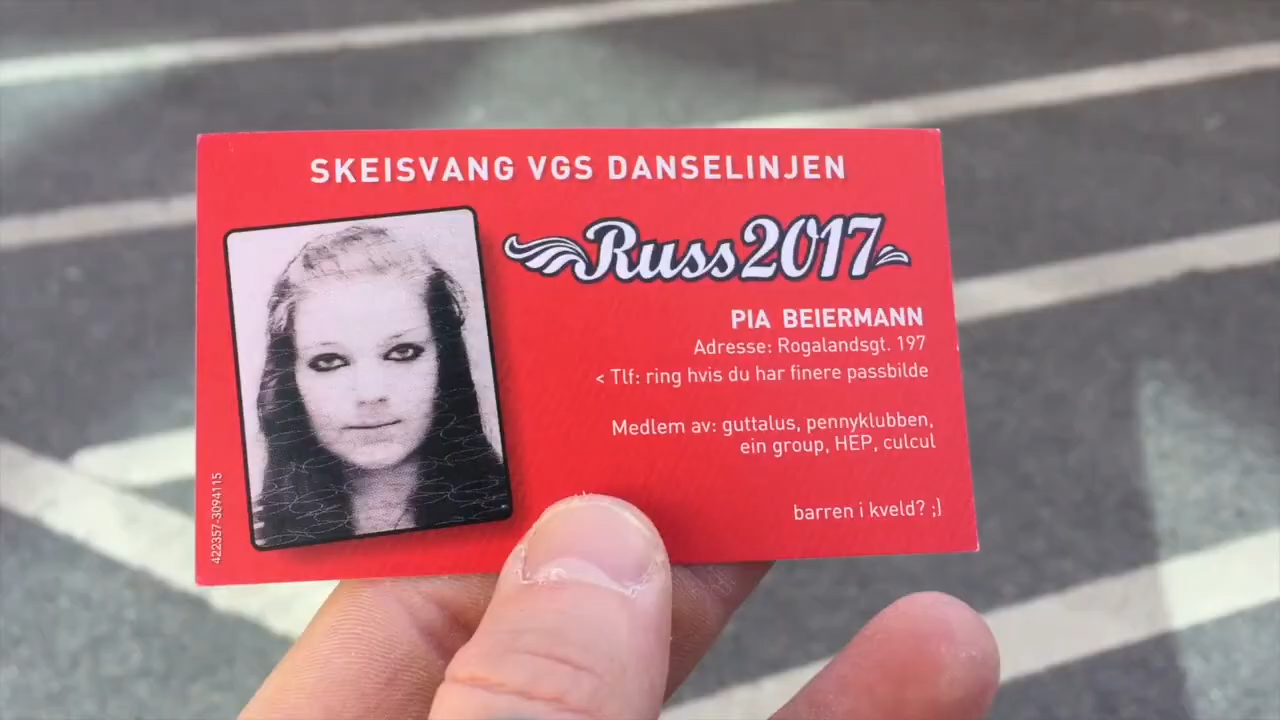 SKEISVANG VGS DANSELINJEN
Russ2017
PIA BEIERMANN
Adresse: Rogalandsgt. 197
< Tlf: ring hvis du har finere passbilde
Medlem av: guttalus, pennyklubben,
ein group, HEP, culcul
barren i kveld? ;)
422357-3094115